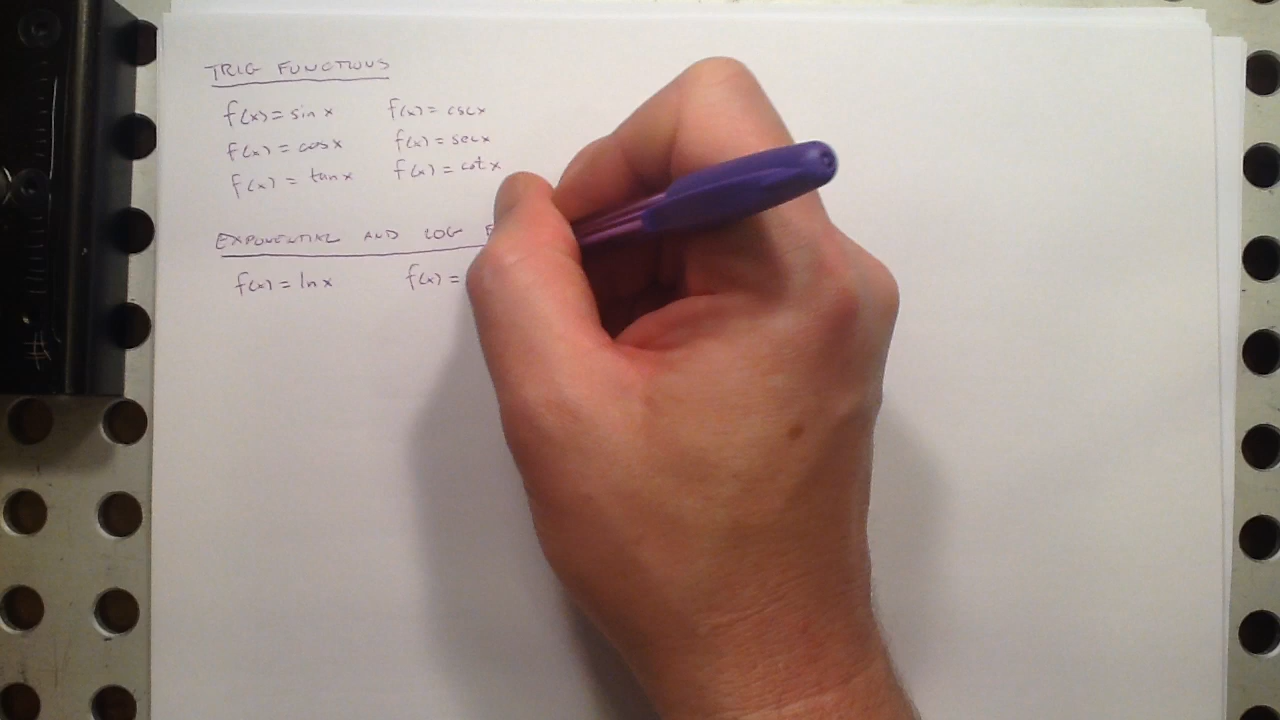 TRIG FUNCTIONS
f(x) = sin x f(x) = csc x
f(x) = cos x f(x) = sec x
f(x) = tan x f(x) = cot x
EXPONENTIAL AND LOG
f(x) = ln x f(x) =